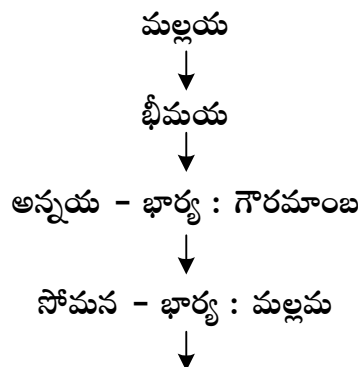 మల్లయ
భీమయ
అన్నయ - భార్య : గౌరమాంబ
సోమన - భార్య : మల్లమ